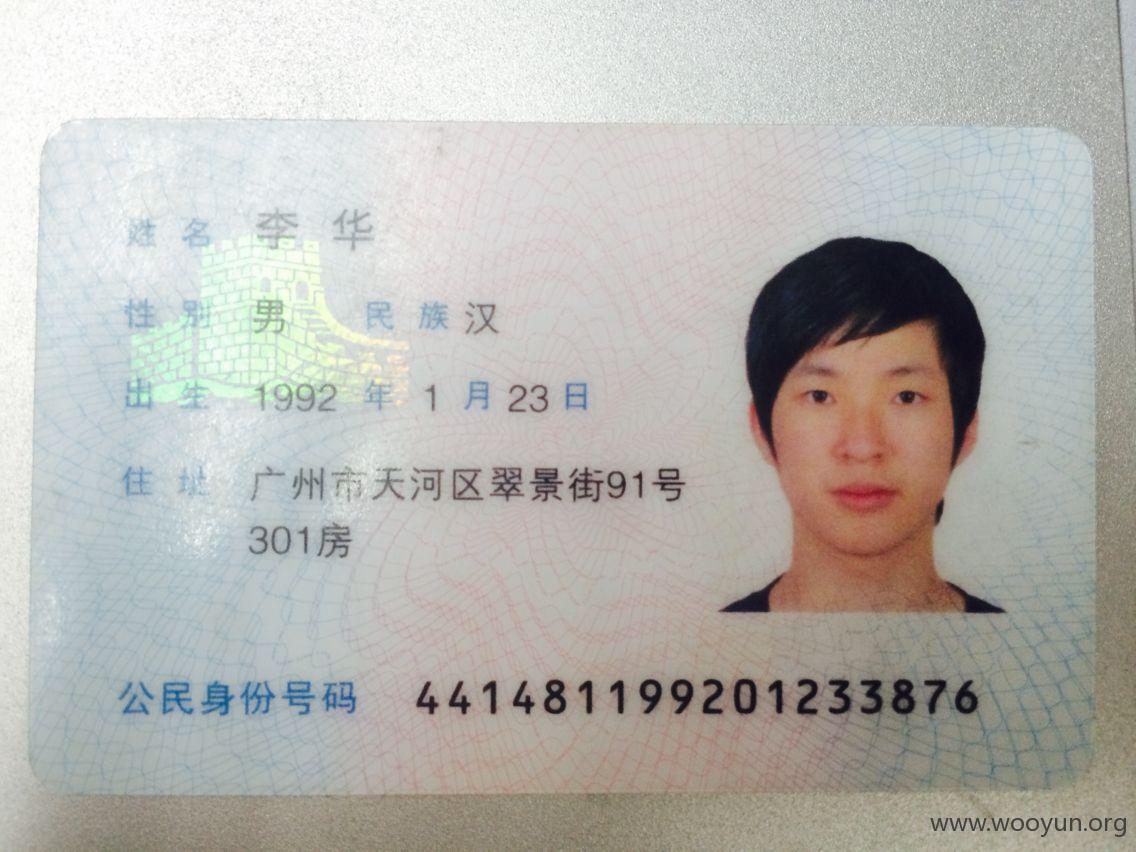 姓名 李华
性别 男 民族 汉
出生 1992 年 1 月 23 日
住址 广州市天河区翠景街91号
301房
公民身份号码 441481199201233876
www.wooyun.org